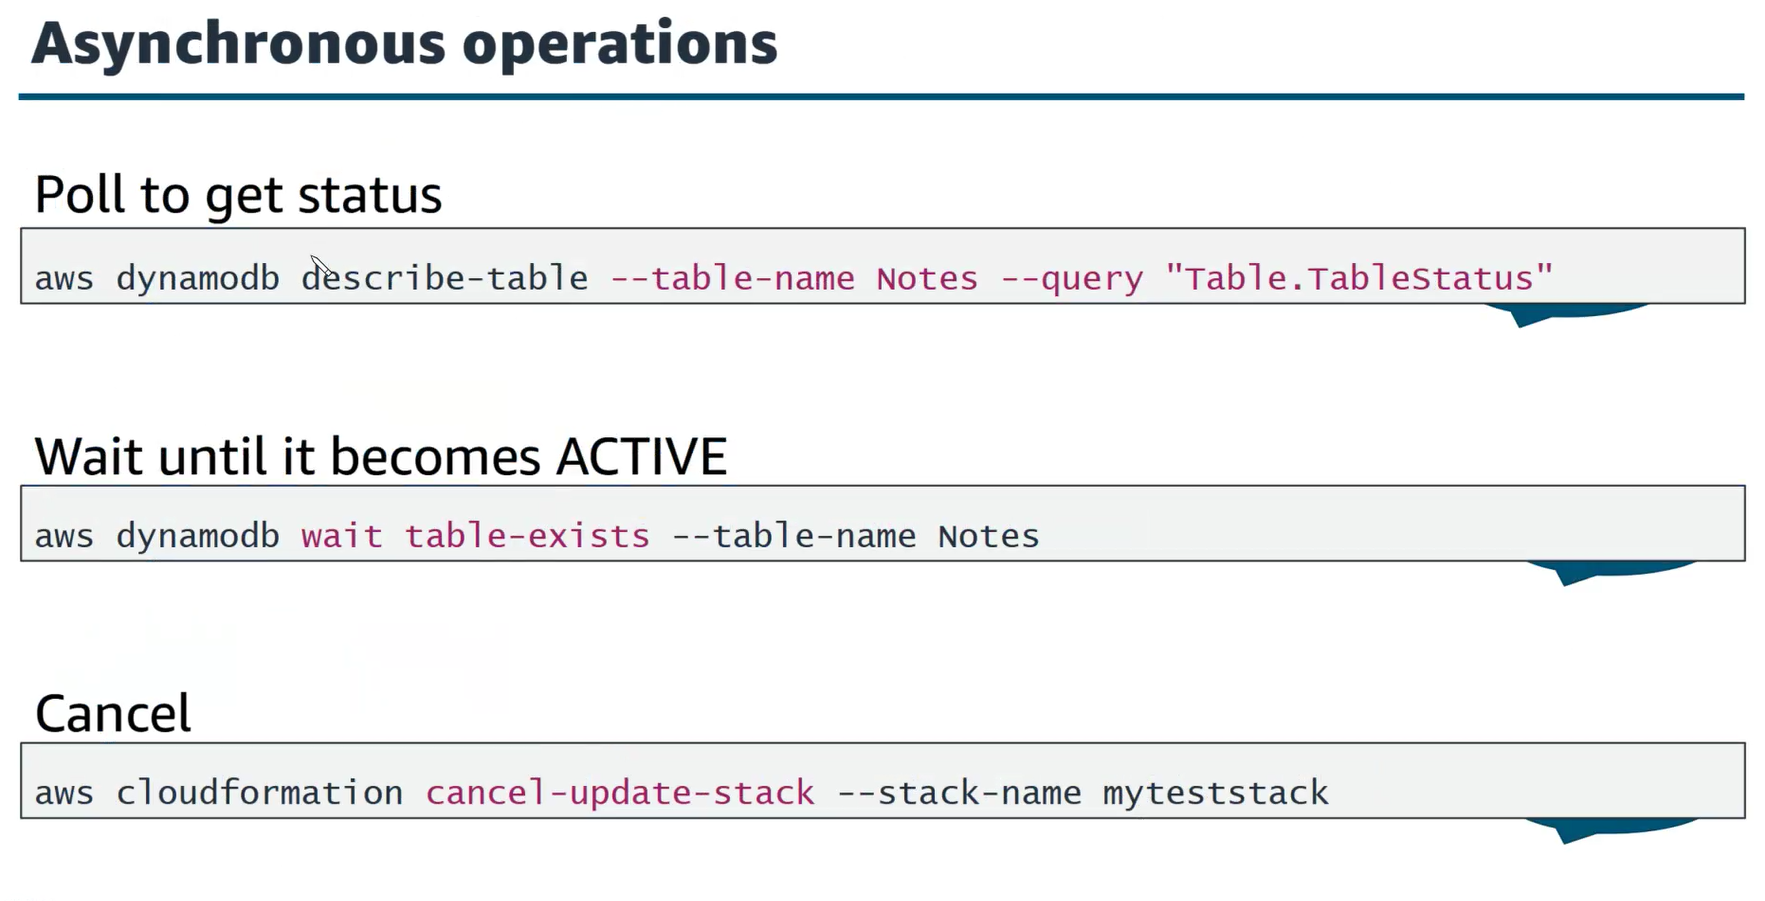 Asynchronous operations
Poll to get status
aws dynamodb describe-table --table-name Notes --query "Table.TableStatus"
Wait until it becomes ACTIVE
aws dynamodb wait table-exists --table-name Notes
Cancel
aws cloudformation cancel-update-stack --stack-name myteststack